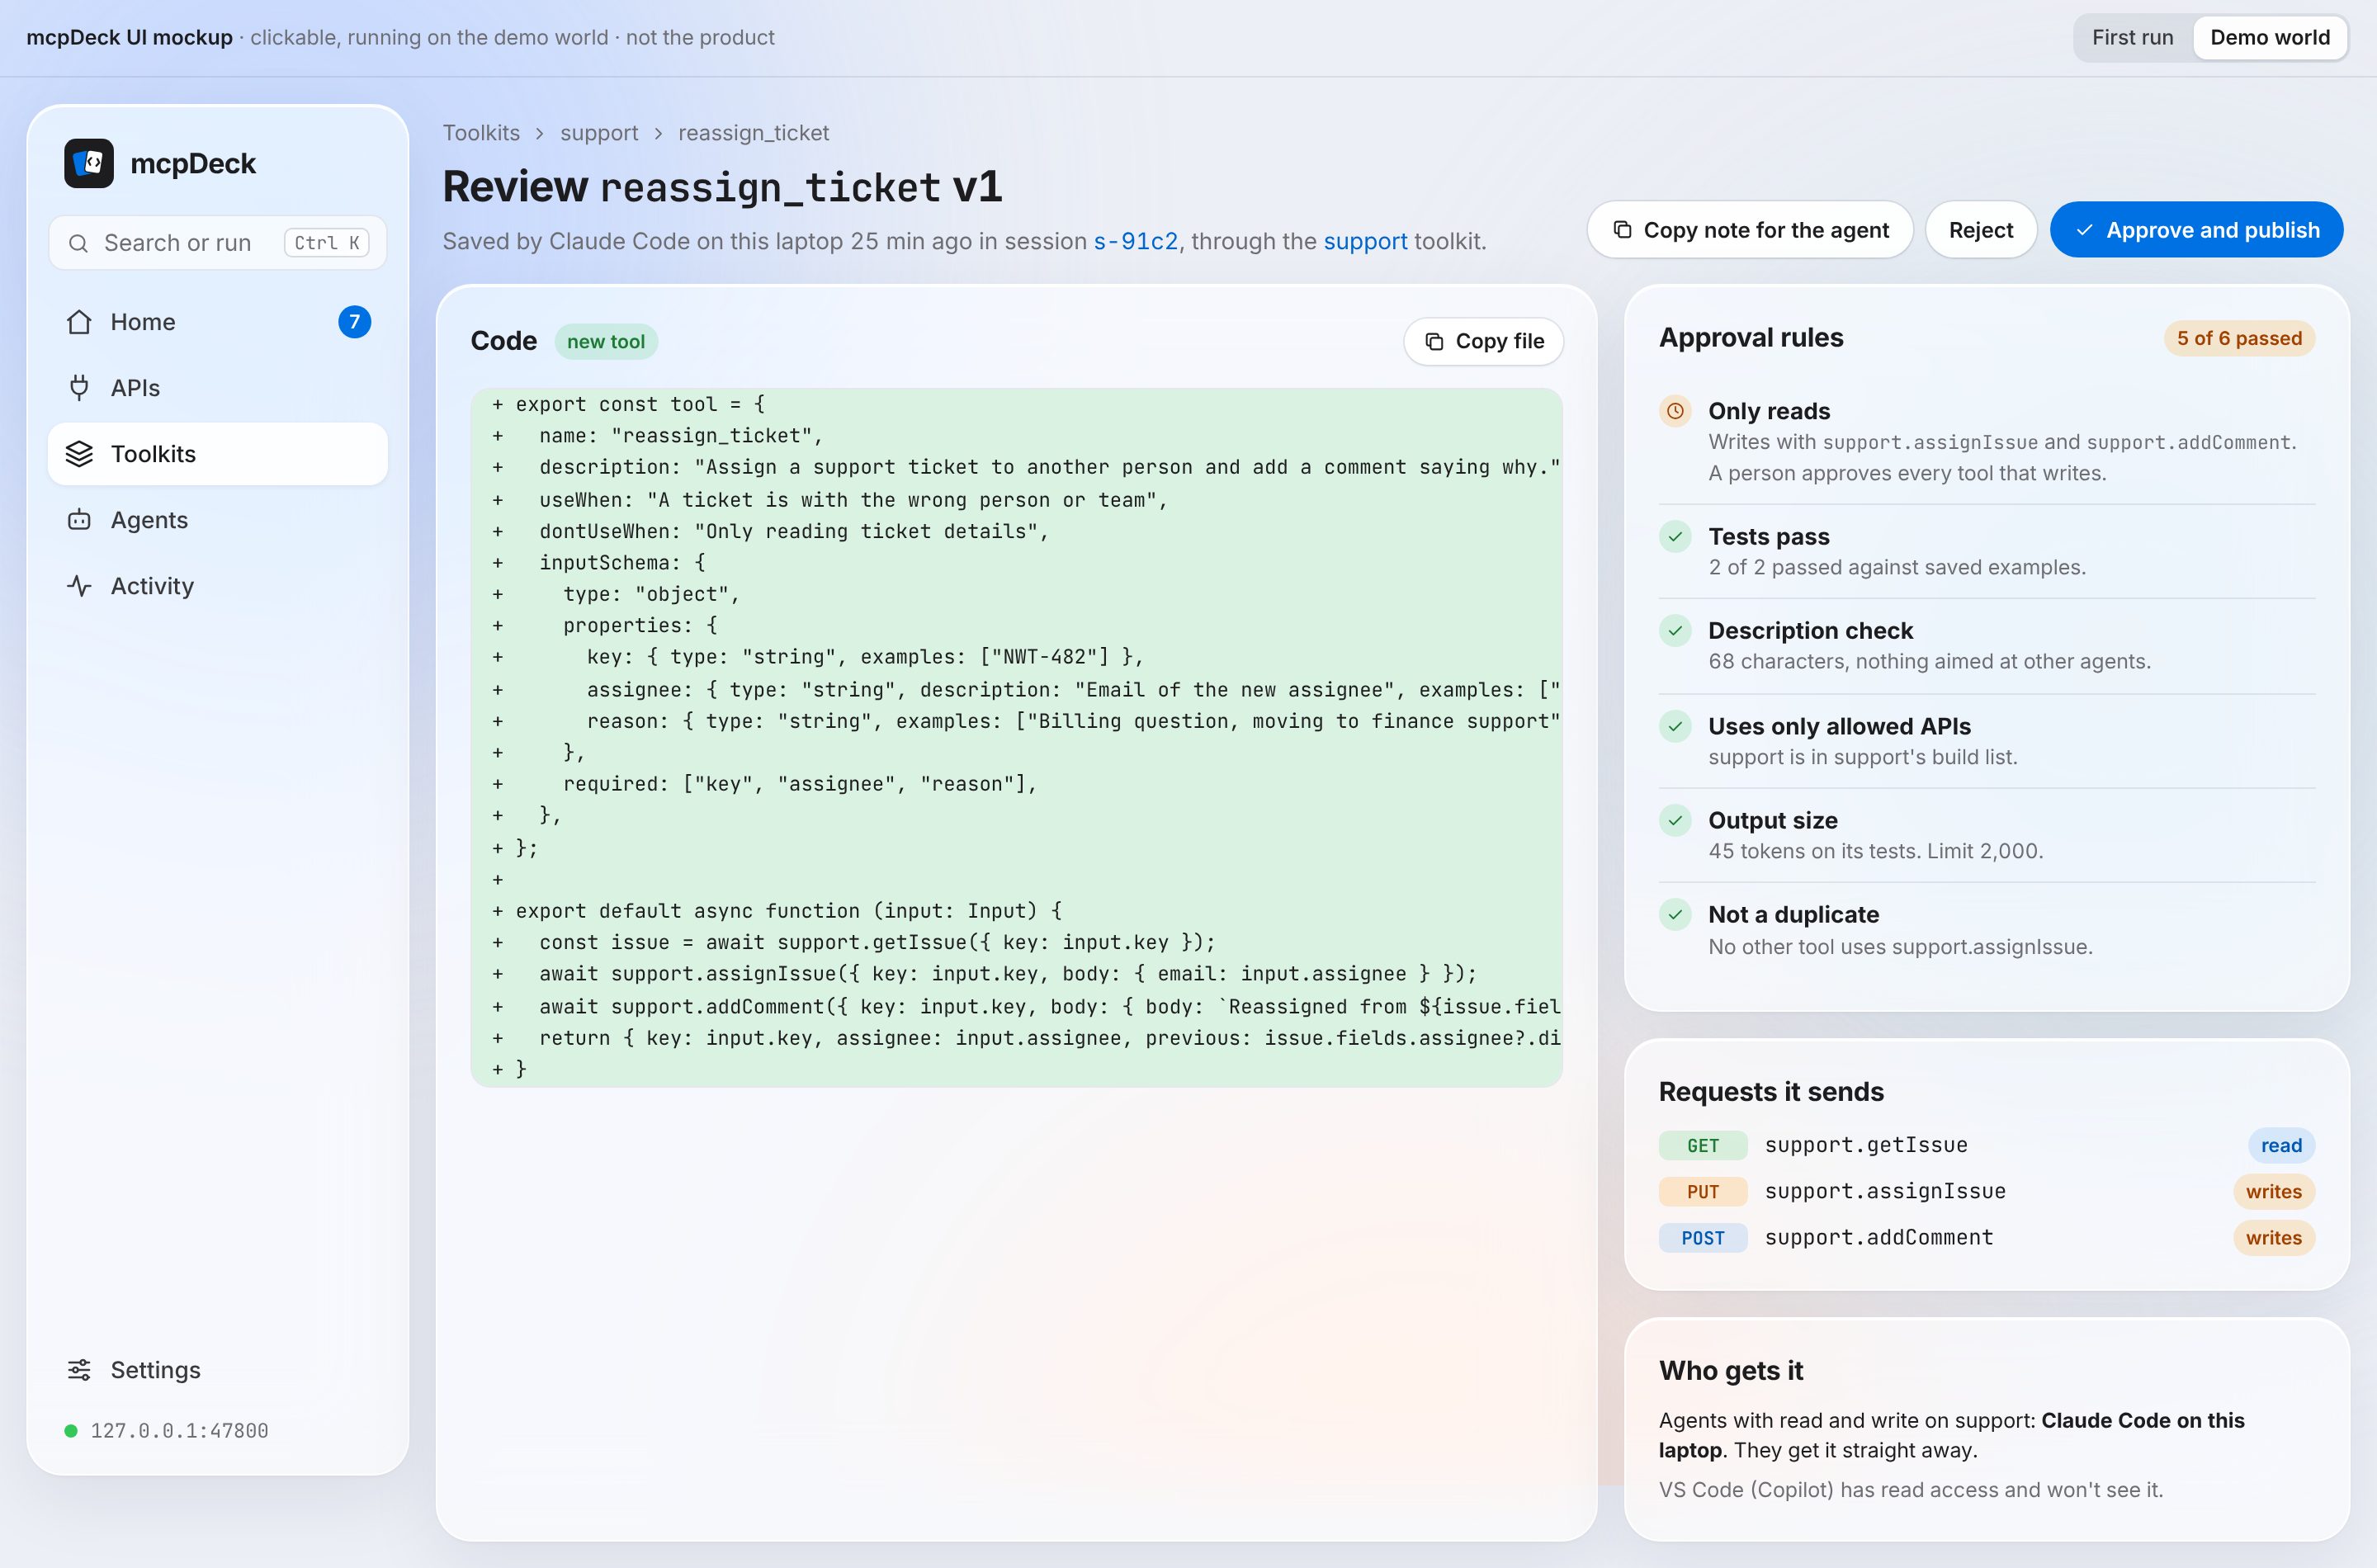 mcpDeck UI mockup · clickable, running on the demo world · not the product
First run
Demo world
mcpDeck
Search or run
Ctrl K
Home
7
APIs
Toolkits
Agents
Activity
Settings
127.0.0.1:47800
Toolkits > support > reassign_ticket
Review reassign_ticket v1
Saved by Claude Code on this laptop 25 min ago in session s-91c2, through the support toolkit.
Copy note for the agent
Reject
Approve and publish
Code
new tool
Copy file
+ export const tool = {
+   name: "reassign_ticket",
+   description: "Assign a support ticket to another person and add a comment saying why."
+   useWhen: "A ticket is with the wrong person or team",
+   dontUseWhen: "Only reading ticket details",
+   inputSchema: {
+     type: "object",
+     properties: {
+       key: { type: "string", examples: ["NWT-482"] },
+       assignee: { type: "string", description: "Email of the new assignee", examples: ["
+       reason: { type: "string", examples: ["Billing question, moving to finance support"
+     },
+     required: ["key", "assignee", "reason"],
+   },
+ };
+
+ export default async function (input: Input) {
+   const issue = await support.getIssue({ key: input.key });
+   await support.assignIssue({ key: input.key, body: { email: input.assignee } });
+   await support.addComment({ key: input.key, body: { body: `Reassigned from ${issue.fiel
+   return { key: input.key, assignee: input.assignee, previous: issue.fields.assignee?.di
+ }
Approval rules
5 of 6 passed
Only reads
Writes with support.assignIssue and support.addComment.
A person approves every tool that writes.
Tests pass
2 of 2 passed against saved examples.
Description check
68 characters, nothing aimed at other agents.
Uses only allowed APIs
support is in support's build list.
Output size
45 tokens on its tests. Limit 2,000.
Not a duplicate
No other tool uses support.assignIssue.
Requests it sends
GET support.getIssue read
PUT support.assignIssue writes
POST support.addComment writes
Who gets it
Agents with read and write on support: Claude Code on this
laptop. They get it straight away.
VS Code (Copilot) has read access and won't see it.